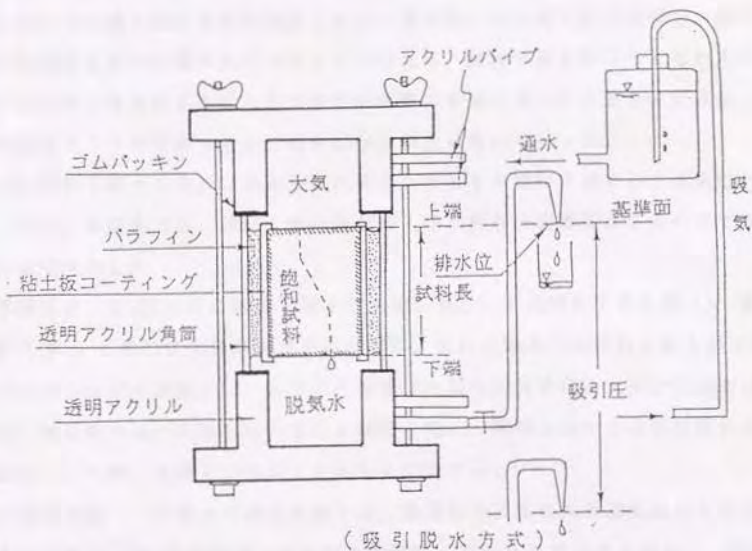 アクリルパイプ
ゴムパッキン
大気
通水
吸気
上端
基準面
パラフィン
排水位
試料長
粘土板コーティング
飽和試料
透明アクリル角筒
下端
吸引圧
透明アクリル
脱気水
(吸引脱水方式)